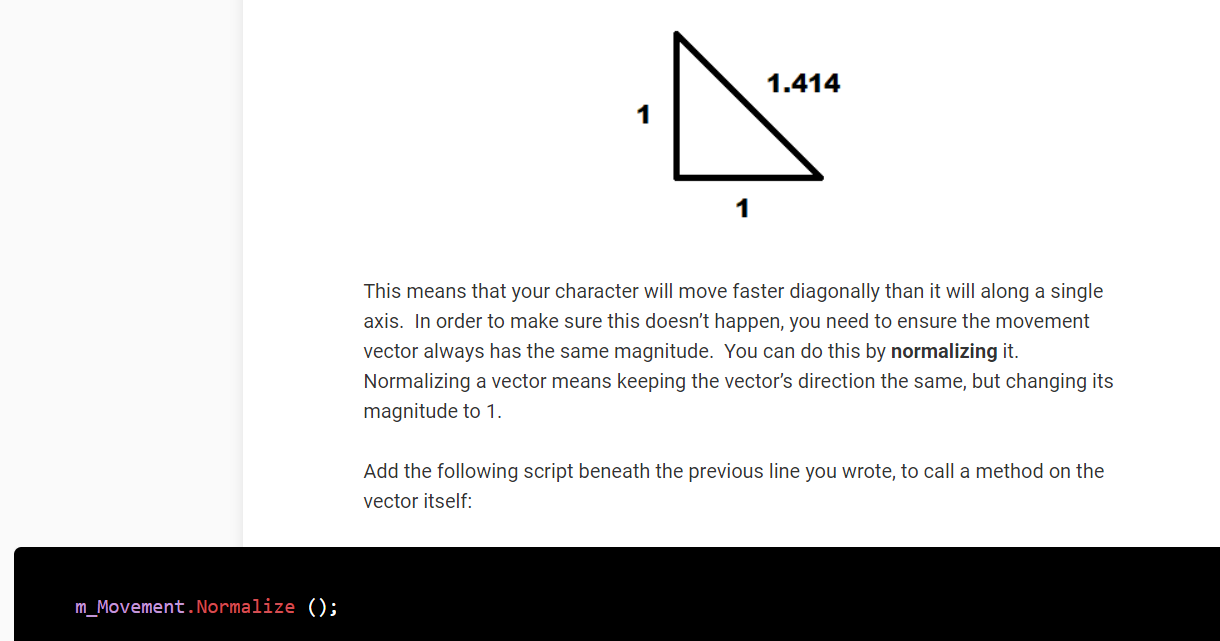 1.414
1
1
This means that your character will move faster diagonally than it will along a single
axis.  In order to make sure this doesn’t happen, you need to ensure the movement
vector always has the same magnitude.  You can do this by normalizing it.
Normalizing a vector means keeping the vector’s direction the same, but changing its
magnitude to 1.
Add the following script beneath the previous line you wrote, to call a method on the
vector itself:
m_Movement.Normalize ();